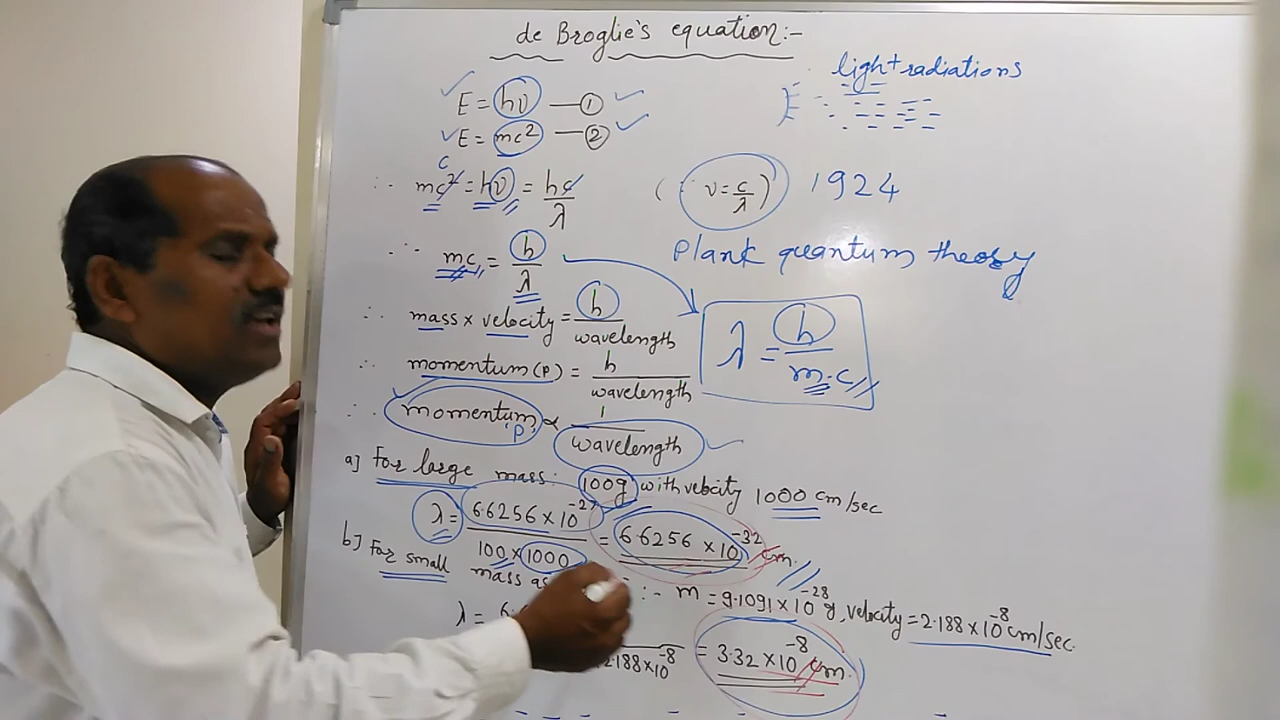 de Broglie's equation:-
light radiations
E = hν — ①
E = mc² — ②
∴ mc² = hν = hc/λ (∵ ν = c/λ) 1924
c
∴ mc = h/λ
Plank quantum theory
λ = h/m.c
∴ mass × velocity = h/wavelength
∴ momentum (P) = h/wavelength
∴ momentum ∝ 1/wavelength
P
a] For large mass: 100g with velocity 1000 cm/sec
λ = 6.6256 × 10⁻²⁷/100 × 1000 = 6.6256 × 10⁻³² cm
b] For small mass as :- m = 9.1091 × 10⁻²⁸ g, velocity = 2.188 × 10⁻⁸ cm/sec.
λ = 6. 2.188 × 10⁻⁸ = 3.32 × 10⁻⁸ cm